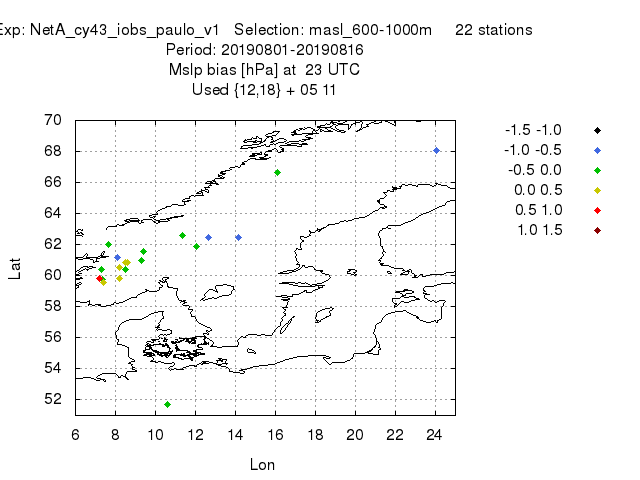 Exp: NetA_cy43_iobs_paulo_v1 Selection: masl_600-1000m 22 stations
Period: 20190801-20190816
Mslp bias [hPa] at 23 UTC
Used {12,18} + 05 11
70
68
66
64
62
60
58
56
54
52
Lat
6 8 10 12 14 16 18 20 22 24
Lon
-1.5 -1.0
-1.0 -0.5
-0.5 0.0
0.0 0.5
0.5 1.0
1.0 1.5